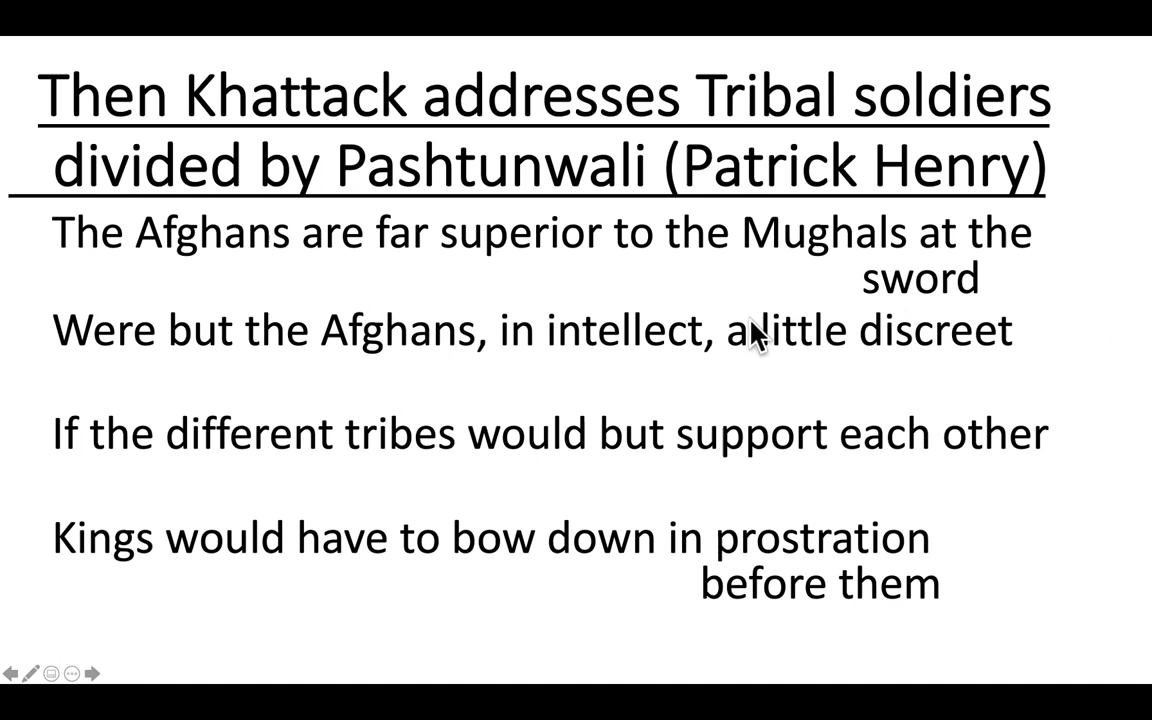 Then Khattack addresses Tribal soldiers
divided by Pashtunwali (Patrick Henry)
The Afghans are far superior to the Mughals at the
sword
Were but the Afghans, in intellect, a little discreet
If the different tribes would but support each other
Kings would have to bow down in prostration
before them